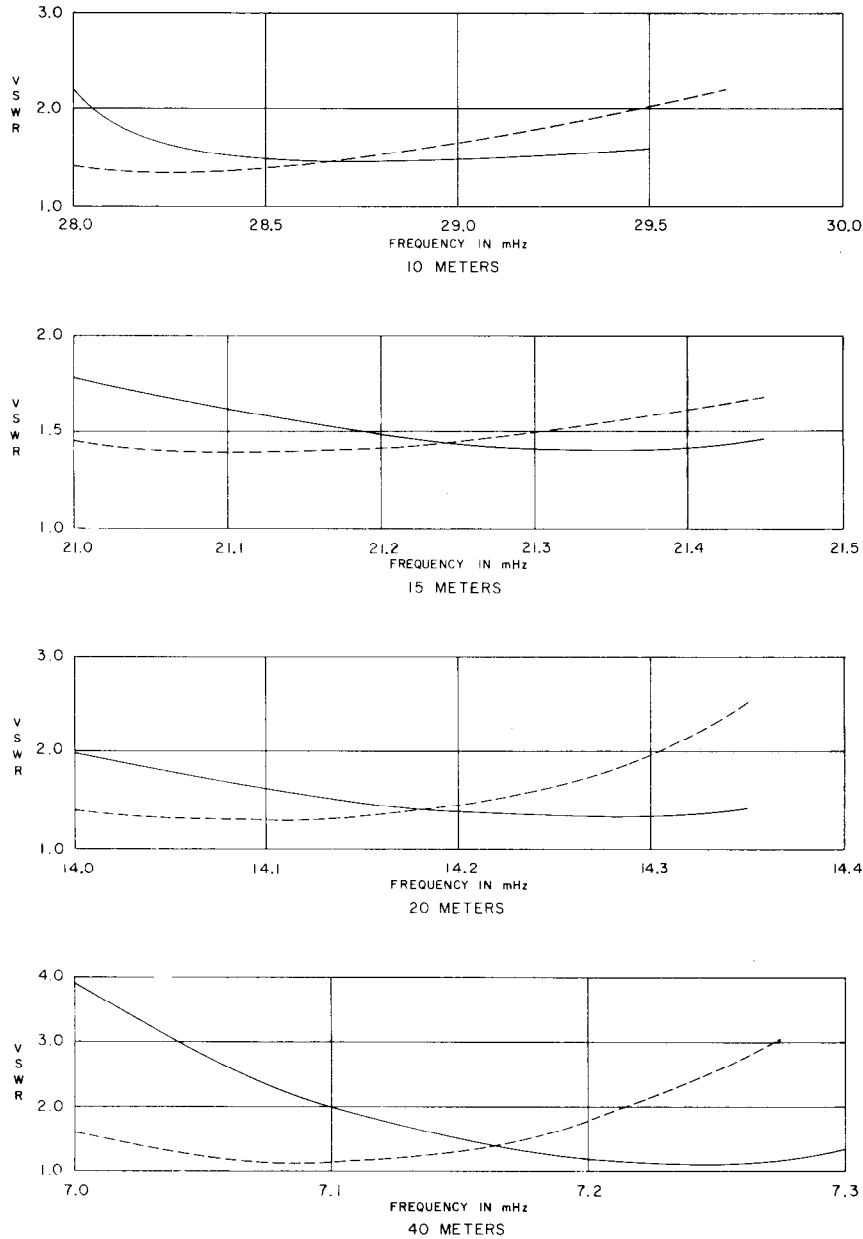 3.0
V
S
W
R
2.0
1.0
28.0 28.5 29.0 29.5 30.0
FREQUENCY IN mHz
10 METERS
2.0
V
S
W
R
1.5
1.0
21.0 21.1 21.2 21.3 21.4 21.5
FREQUENCY IN mHz
15 METERS
3.0
V
S
W
R
2.0
1.0
14.0 14.1 14.2 14.3 14.4
FREQUENCY IN mHz
20 METERS
4.0
3.0
V
S
W
R
2.0
1.0
7.0 7.1 7.2 7.3
FREQUENCY IN mHz
40 METERS